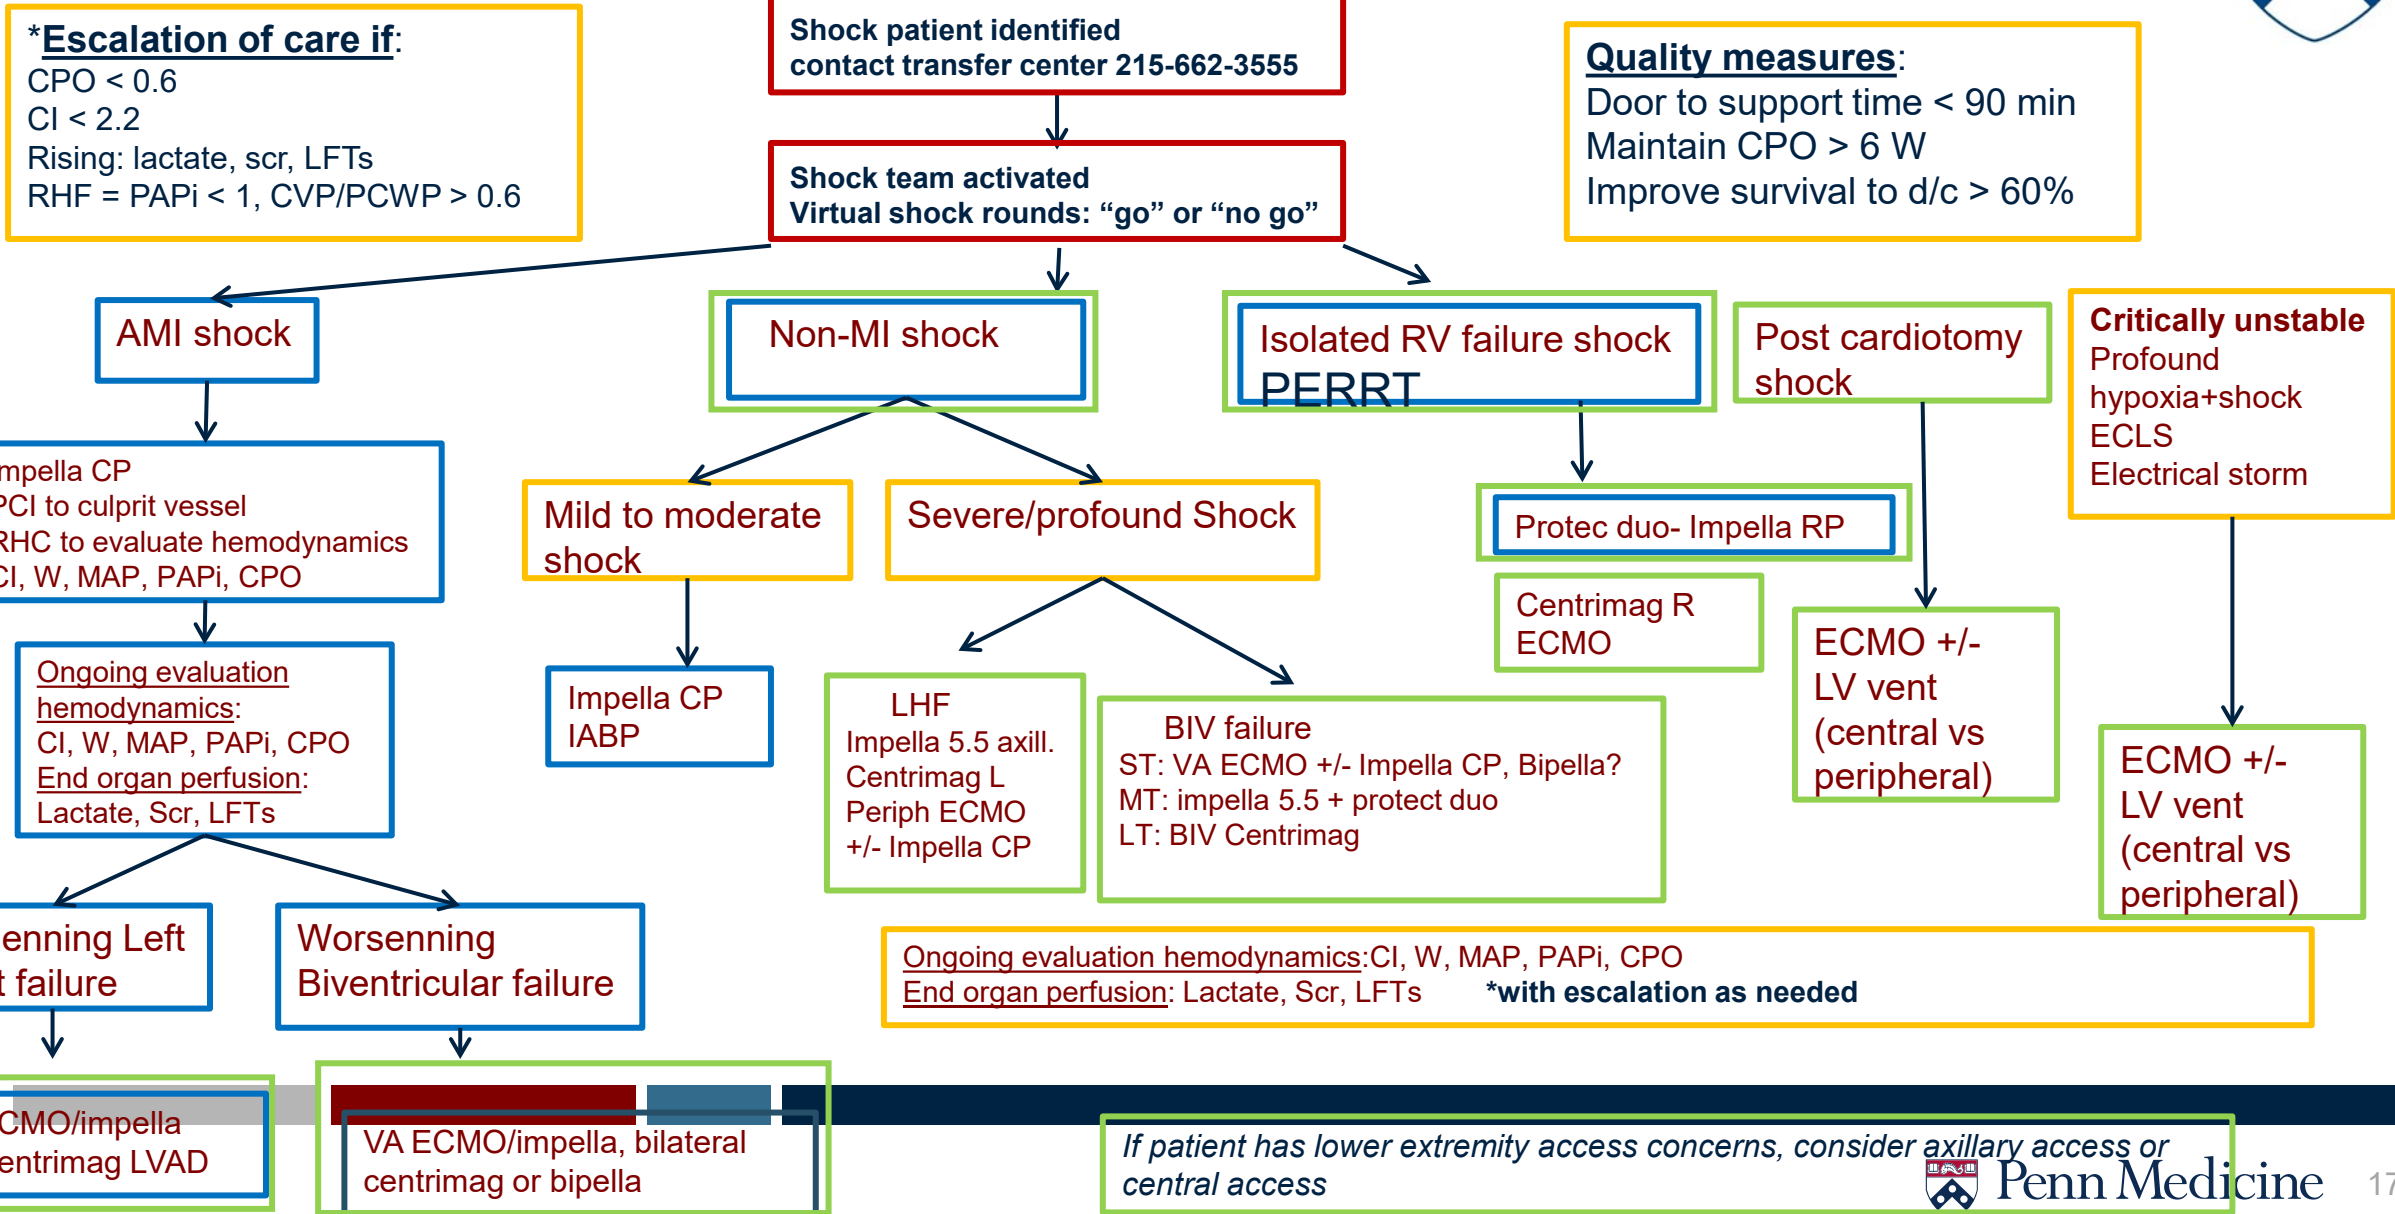 *Escalation of care if:
CPO < 0.6
CI < 2.2
Rising: lactate, scr, LFTs
RHF = PAPi < 1, CVP/PCWP > 0.6
Shock patient identified
contact transfer center 215-662-3555
Quality measures:
Door to support time < 90 min
Maintain CPO > 6 W
Improve survival to d/c > 60%
Shock team activated
Virtual shock rounds: “go” or “no go”
AMI shock
Non-MI shock
Isolated RV failure shock
PERRT
Post cardiotomy
shock
Critically unstable
Profound
hypoxia+shock
ECLS
Electrical storm
mpella CP
PCI to culprit vessel
RHC to evaluate hemodynamics
CI, W, MAP, PAPi, CPO
Mild to moderate
shock
Severe/profound Shock
Protec duo- Impella RP
Centrimag R
ECMO
Ongoing evaluation
hemodynamics:
CI, W, MAP, PAPi, CPO
End organ perfusion:
Lactate, Scr, LFTs
Impella CP
IABP
LHF
Impella 5.5 axill.
Centrimag L
Periph ECMO
+/- Impella CP
BIV failure
ST: VA ECMO +/- Impella CP, Bipella?
MT: impella 5.5 + protect duo
LT: BIV Centrimag
ECMO +/-
LV vent
(central vs
peripheral)
ECMO +/-
LV vent
(central vs
peripheral)
enning Left
t failure
Worsenning
Biventricular failure
Ongoing evaluation hemodynamics:CI, W, MAP, PAPi, CPO
End organ perfusion: Lactate, Scr, LFTs *with escalation as needed
CMO/impella
entrimag LVAD
VA ECMO/impella, bilateral
centrimag or bipella
If patient has lower extremity access concerns, consider axillary access or
central access
Penn Medicine
17